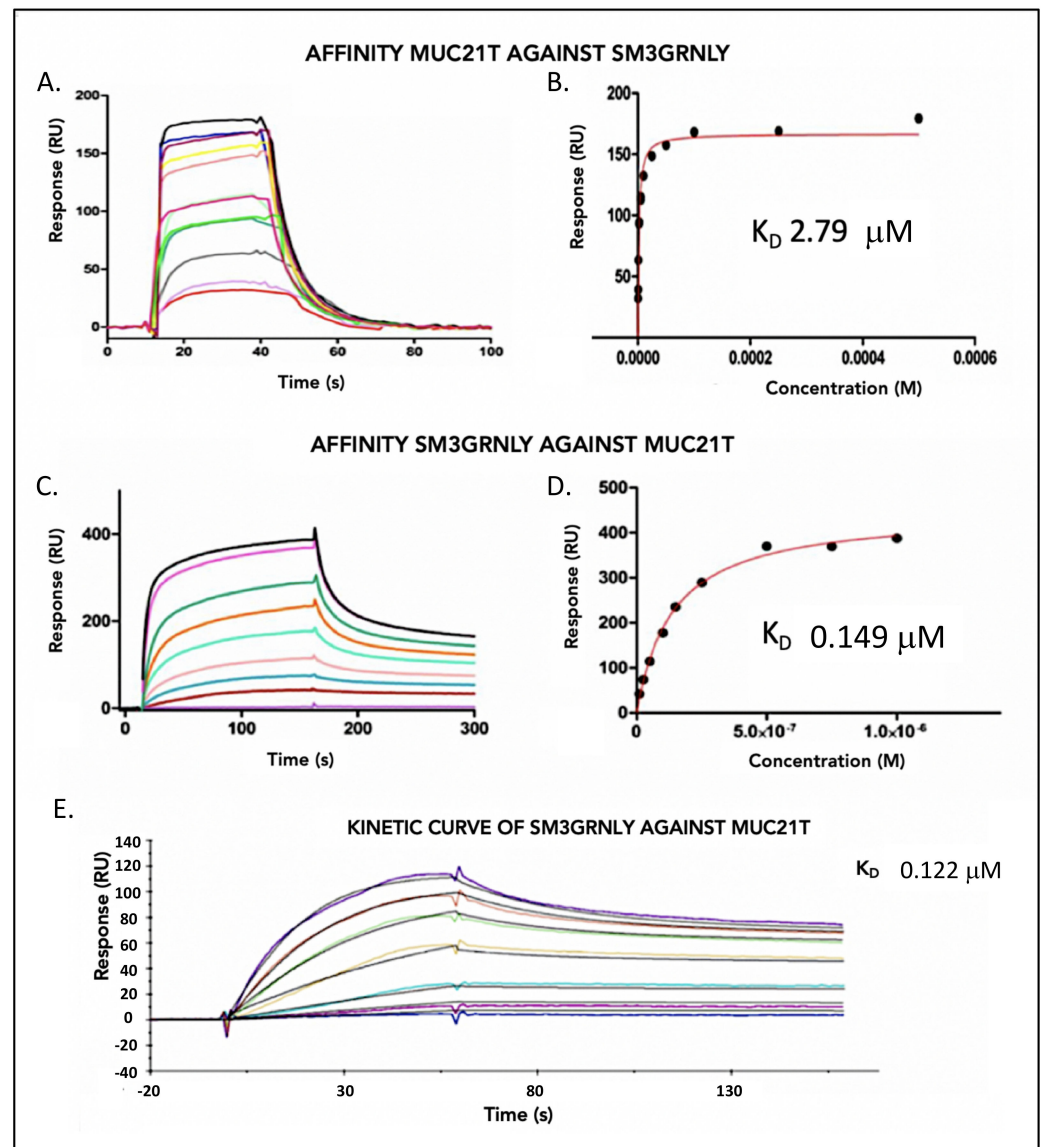 AFFINITY MUC21T AGAINST SM3GRNLY
A.
B.
200
150
100
50
0
Response (RU)
0 20 40 60 80 100
Time (s)
200
150
100
50
Response (RU)
K_D 2.79 μM
0.0000 0.0002 0.0004 0.0006
Concentration (M)
AFFINITY SM3GRNLY AGAINST MUC21T
C.
D.
400
200
0
Response (RU)
0 100 200 300
Time (s)
500
400
300
200
100
0
Response (RU)
K_D 0.149 μM
0 5.0×10⁻⁷ 1.0×10⁻⁶
Concentration (M)
E.
KINETIC CURVE OF SM3GRNLY AGAINST MUC21T
K_D 0.122 μM
140
120
100
80
60
40
20
0
-20
-40
Response (RU)
-20 30 80 130
Time (s)